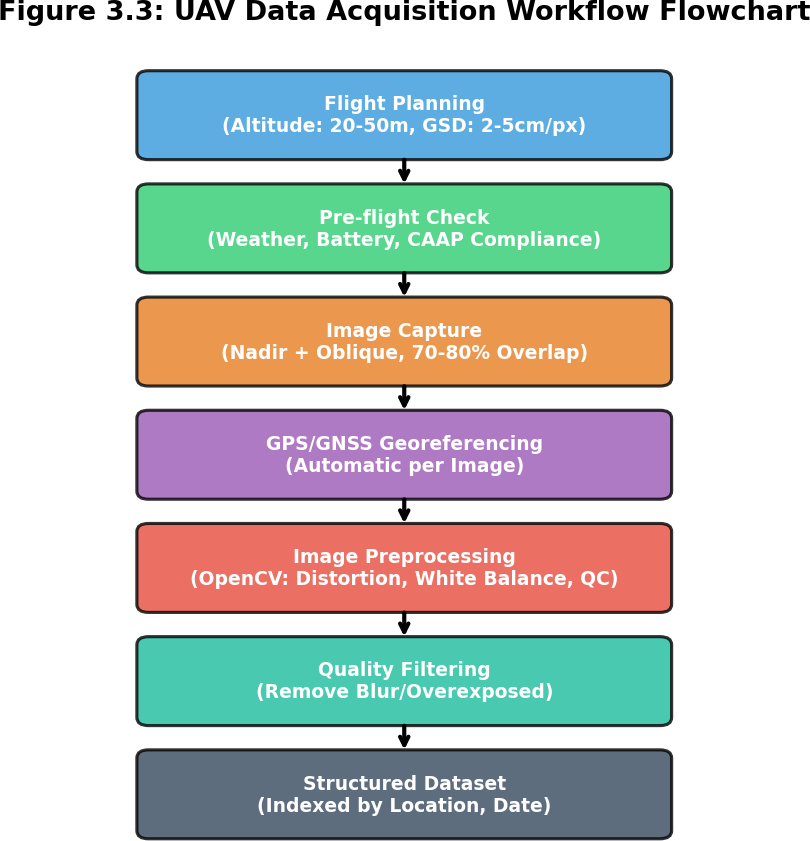 Figure 3.3: UAV Data Acquisition Workflow Flowchart
Flight Planning
(Altitude: 20-50m, GSD: 2-5cm/px)
Pre-flight Check
(Weather, Battery, CAAP Compliance)
Image Capture
(Nadir + Oblique, 70-80% Overlap)
GPS/GNSS Georeferencing
(Automatic per Image)
Image Preprocessing
(OpenCV: Distortion, White Balance, QC)
Quality Filtering
(Remove Blur/Overexposed)
Structured Dataset
(Indexed by Location, Date)